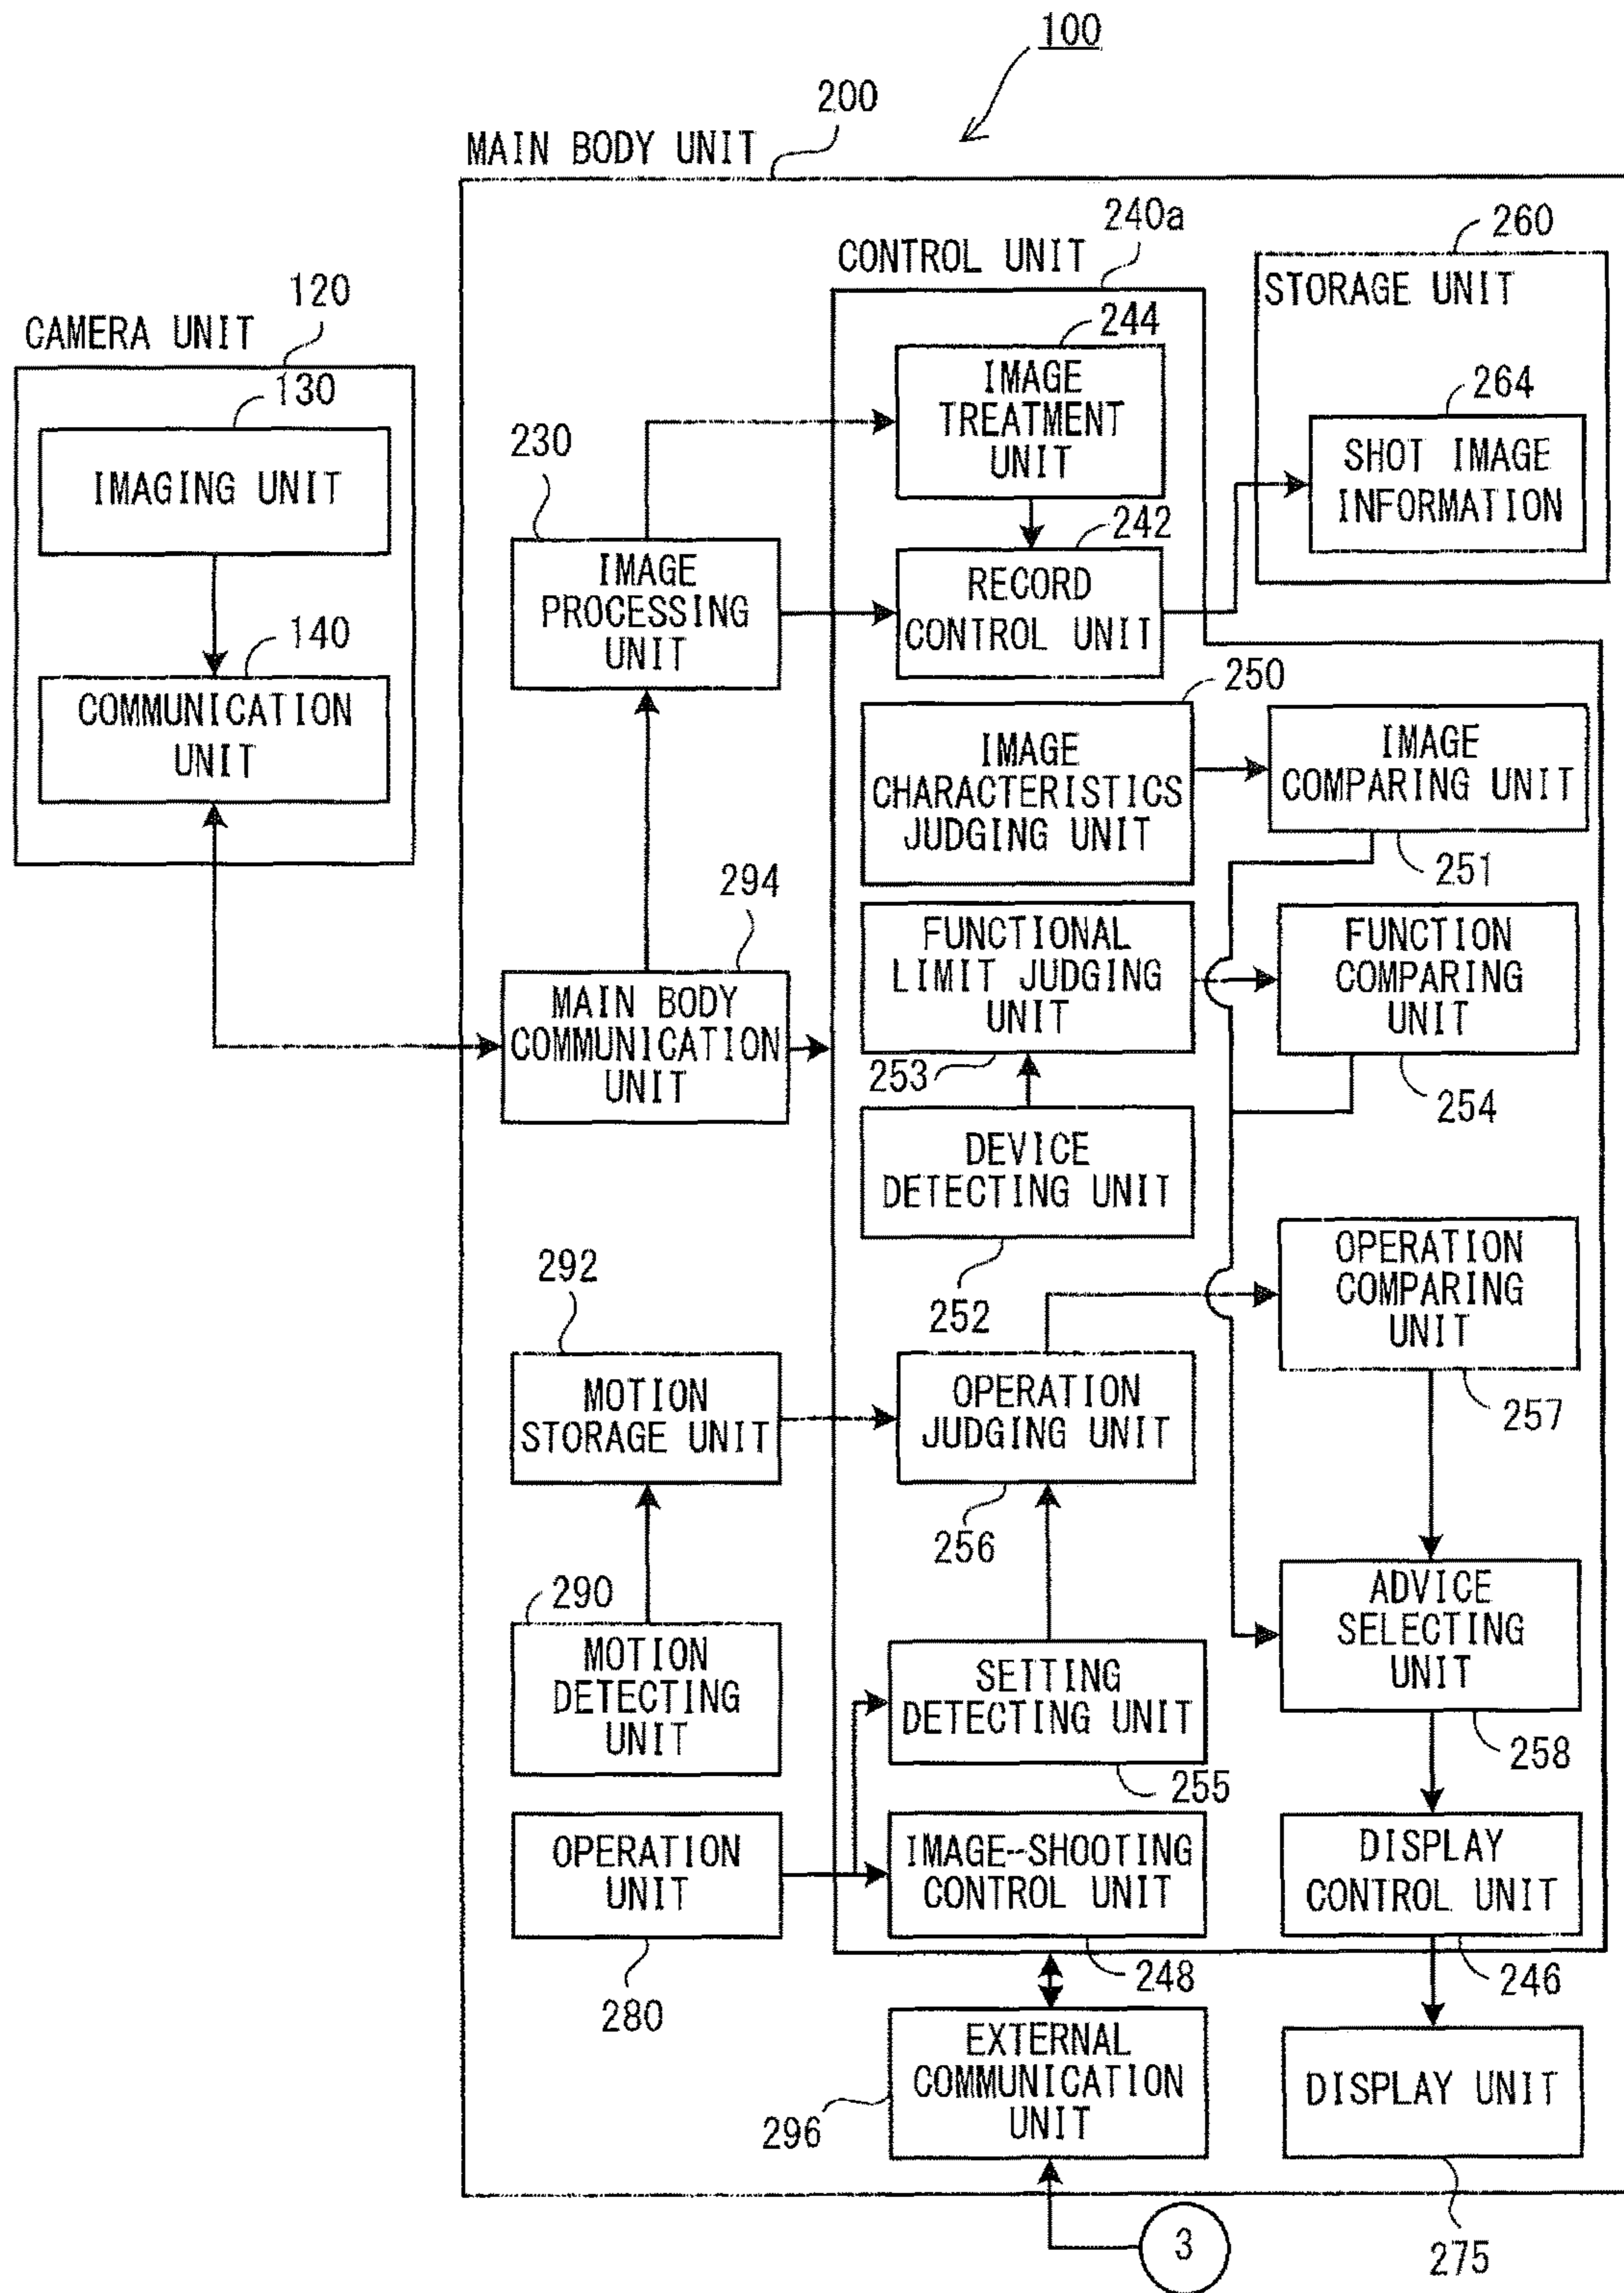 100
200
MAIN BODY UNIT
240a
260
CONTROL UNIT
STORAGE UNIT
120
CAMERA UNIT
244
130
IMAGE
TREATMENT
UNIT
264
230
SHOT IMAGE
INFORMATION
IMAGING UNIT
242
IMAGE
PROCESSING
UNIT
RECORD
CONTROL UNIT
140
COMMUNICATION
UNIT
250
IMAGE
CHARACTERISTICS
JUDGING UNIT
IMAGE
COMPARING UNIT
251
294
FUNCTIONAL
LIMIT JUDGING
UNIT
FUNCTION
COMPARING
UNIT
MAIN BODY
COMMUNICATION
UNIT
253
254
DEVICE
DETECTING UNIT
252
OPERATION
COMPARING
UNIT
292
257
MOTION
STORAGE UNIT
OPERATION
JUDGING UNIT
256
290
ADVICE
SELECTING
UNIT
MOTION
DETECTING
UNIT
SETTING
DETECTING UNIT
258
255
OPERATION
UNIT
IMAGE-SHOOTING
CONTROL UNIT
DISPLAY
CONTROL UNIT
280
248
246
EXTERNAL
COMMUNICATION
UNIT
DISPLAY UNIT
296
3
275